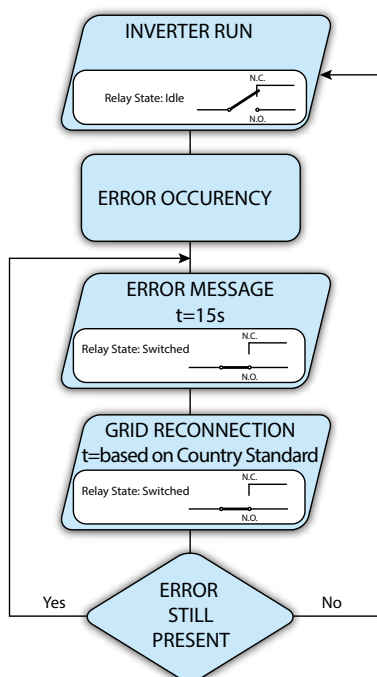 INVERTER RUN
N.C.
Relay State: Idle
N.O.
ERROR OCCURENCY
ERROR MESSAGE
t=15s
N.C.
Relay State: Switched
N.O.
GRID RECONNECTION
t=based on Country Standard
N.C.
Relay State: Switched
N.O.
Yes
ERROR
STILL
PRESENT
No